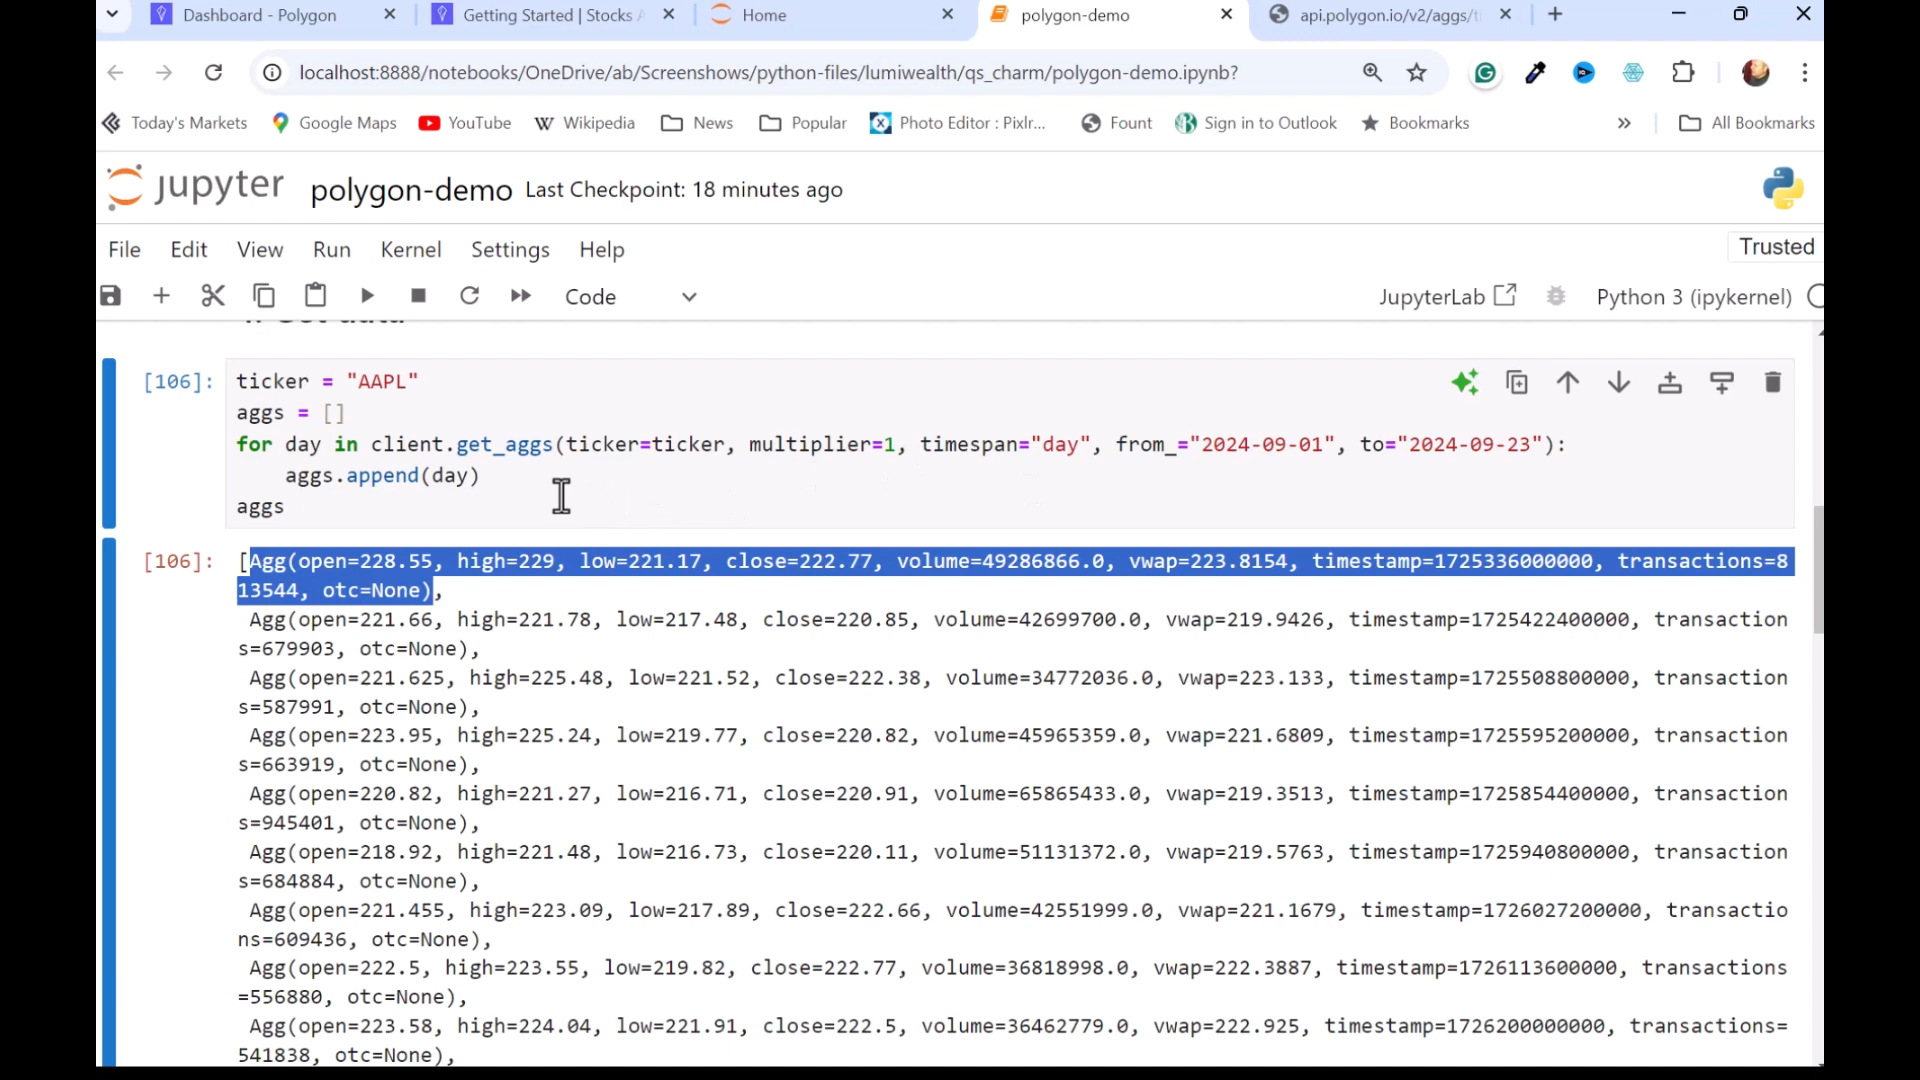 Dashboard - Polygon
Getting Started | Stocks
Home
polygon-demo
api.polygon.io/v2/aggs/t
localhost:8888/notebooks/OneDrive/ab/Screenshows/python-files/lumiwealth/qs_charm/polygon-demo.ipynb?
Today's Markets
Google Maps
YouTube
Wikipedia
News
Popular
Photo Editor : Pixlr...
Fount
Sign in to Outlook
Bookmarks
All Bookmarks
jupyter
polygon-demo Last Checkpoint: 18 minutes ago
File Edit View Run Kernel Settings Help
Trusted
Code
JupyterLab
Python 3 (ipykernel)
[106]:
ticker = "AAPL"
aggs = []
for day in client.get_aggs(ticker=ticker, multiplier=1, timespan="day", from_="2024-09-01", to="2024-09-23"):
aggs.append(day)
aggs
[106]:
[Agg(open=228.55, high=229, low=221.17, close=222.77, volume=49286866.0, vwap=223.8154, timestamp=1725336000000, transactions=8
13544, otc=None),
Agg(open=221.66, high=221.78, low=217.48, close=220.85, volume=42699700.0, vwap=219.9426, timestamp=1725422400000, transaction
s=679903, otc=None),
Agg(open=221.625, high=225.48, low=221.52, close=222.38, volume=34772036.0, vwap=223.133, timestamp=1725508800000, transaction
s=587991, otc=None),
Agg(open=223.95, high=225.24, low=219.77, close=220.82, volume=45965359.0, vwap=221.6809, timestamp=1725595200000, transaction
s=663919, otc=None),
Agg(open=220.82, high=221.27, low=216.71, close=220.91, volume=65865433.0, vwap=219.3513, timestamp=1725854400000, transaction
s=945401, otc=None),
Agg(open=218.92, high=221.48, low=216.73, close=220.11, volume=51131372.0, vwap=219.5763, timestamp=1725940800000, transaction
s=684884, otc=None),
Agg(open=221.455, high=223.09, low=217.89, close=222.66, volume=42551999.0, vwap=221.1679, timestamp=1726027200000, transactio
ns=609436, otc=None),
Agg(open=222.5, high=223.55, low=219.82, close=222.77, volume=36818998.0, vwap=222.3887, timestamp=1726113600000, transactions
=556880, otc=None),
Agg(open=223.58, high=224.04, low=221.91, close=222.5, volume=36462779.0, vwap=222.925, timestamp=1726200000000, transactions=
541838, otc=None),